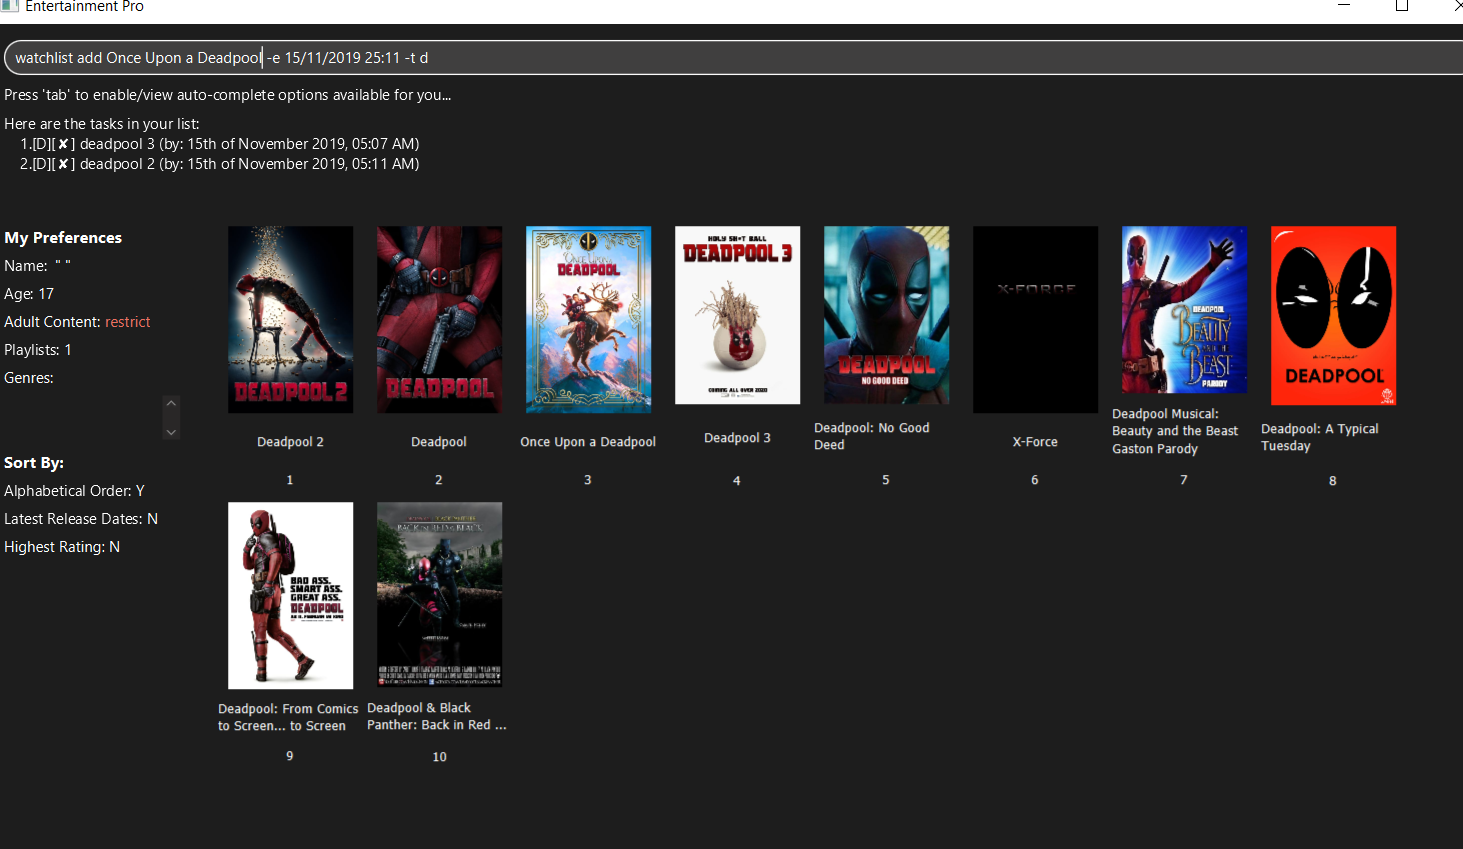 Entertainment Pro
watchlist add Once Upon a Deadpool -e 15/11/2019 25:11 -t d
Press 'tab' to enable/view auto-complete options available for you...
Here are the tasks in your list:
1.[D][✘] deadpool 3 (by: 15th of November 2019, 05:07 AM)
2.[D][✘] deadpool 2 (by: 15th of November 2019, 05:11 AM)
My Preferences
Name: " "
Age: 17
Adult Content: restrict
Playlists: 1
Genres:
Sort By:
Alphabetical Order: Y
Latest Release Dates: N
Highest Rating: N
DEADPOOL 2
Deadpool 2
1
DEADPOOL
Deadpool
2
Once Upon
DEADPOOL
Once Upon a Deadpool
3
HOLY SH*T BALL
DEADPOOL 3
COMING ALL OVER 2020
Deadpool 3
4
DEADPOOL
NO GOOD DEED
Deadpool: No Good
Deed
5
X-FORCE
X-Force
6
DEADPOOL
BEAUTY
AND THE
BEAST
PARODY
Deadpool Musical:
Beauty and the Beast
Gaston Parody
7
DEADPOOL
Deadpool: A Typical
Tuesday
8
BAD ASS.
SMART ASS.
GREAT ASS.
DEADPOOL
Deadpool: From Comics
to Screen... to Screen
9
BACK IN RED & BLACK
Deadpool & Black
Panther: Back in Red ...
10